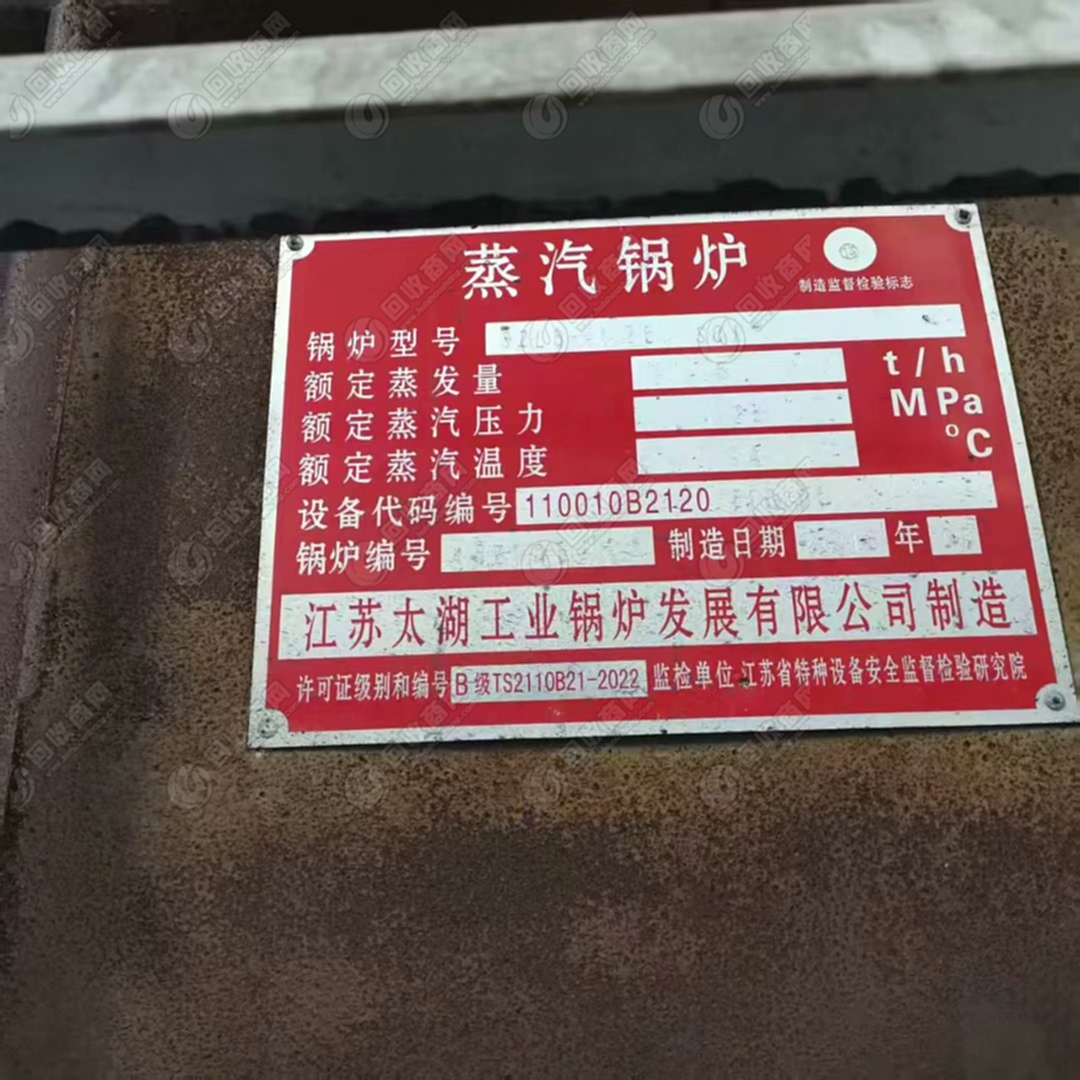 蒸汽锅炉
制造监督检验标志
锅炉型号
额定蒸发量 t/h
额定蒸汽压力 MPa
额定蒸汽温度 ℃
设备代码编号 110010B2120
锅炉编号 制造日期 年
江苏太湖工业锅炉发展有限公司制造
许可证级别和编号 B级TS2110B21-2022 监检单位 江苏省特种设备安全监督检验研究院
回收商网